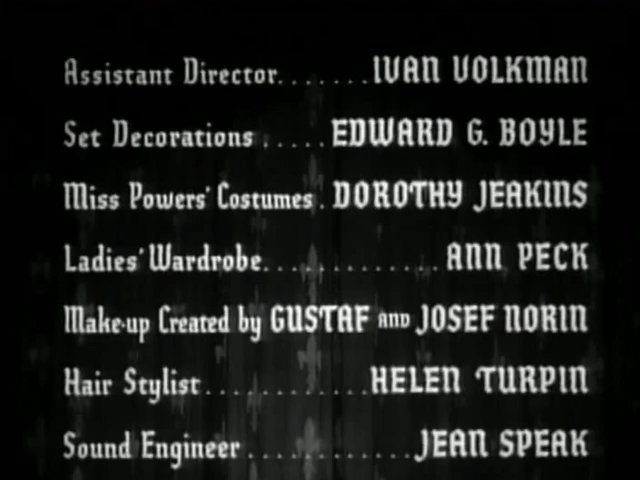 Assistant Director.......IVAN VOLKMAN
Set Decorations.....EDWARD G. BOYLE
Miss Powers' Costumes.DOROTHY JEAKINS
Ladies' Wardrobe.............ANN PECK
Make-up Created by GUSTAF AND JOSEF NORIN
Hair Stylist............HELEN TURPIN
Sound Engineer............JEAN SPEAK